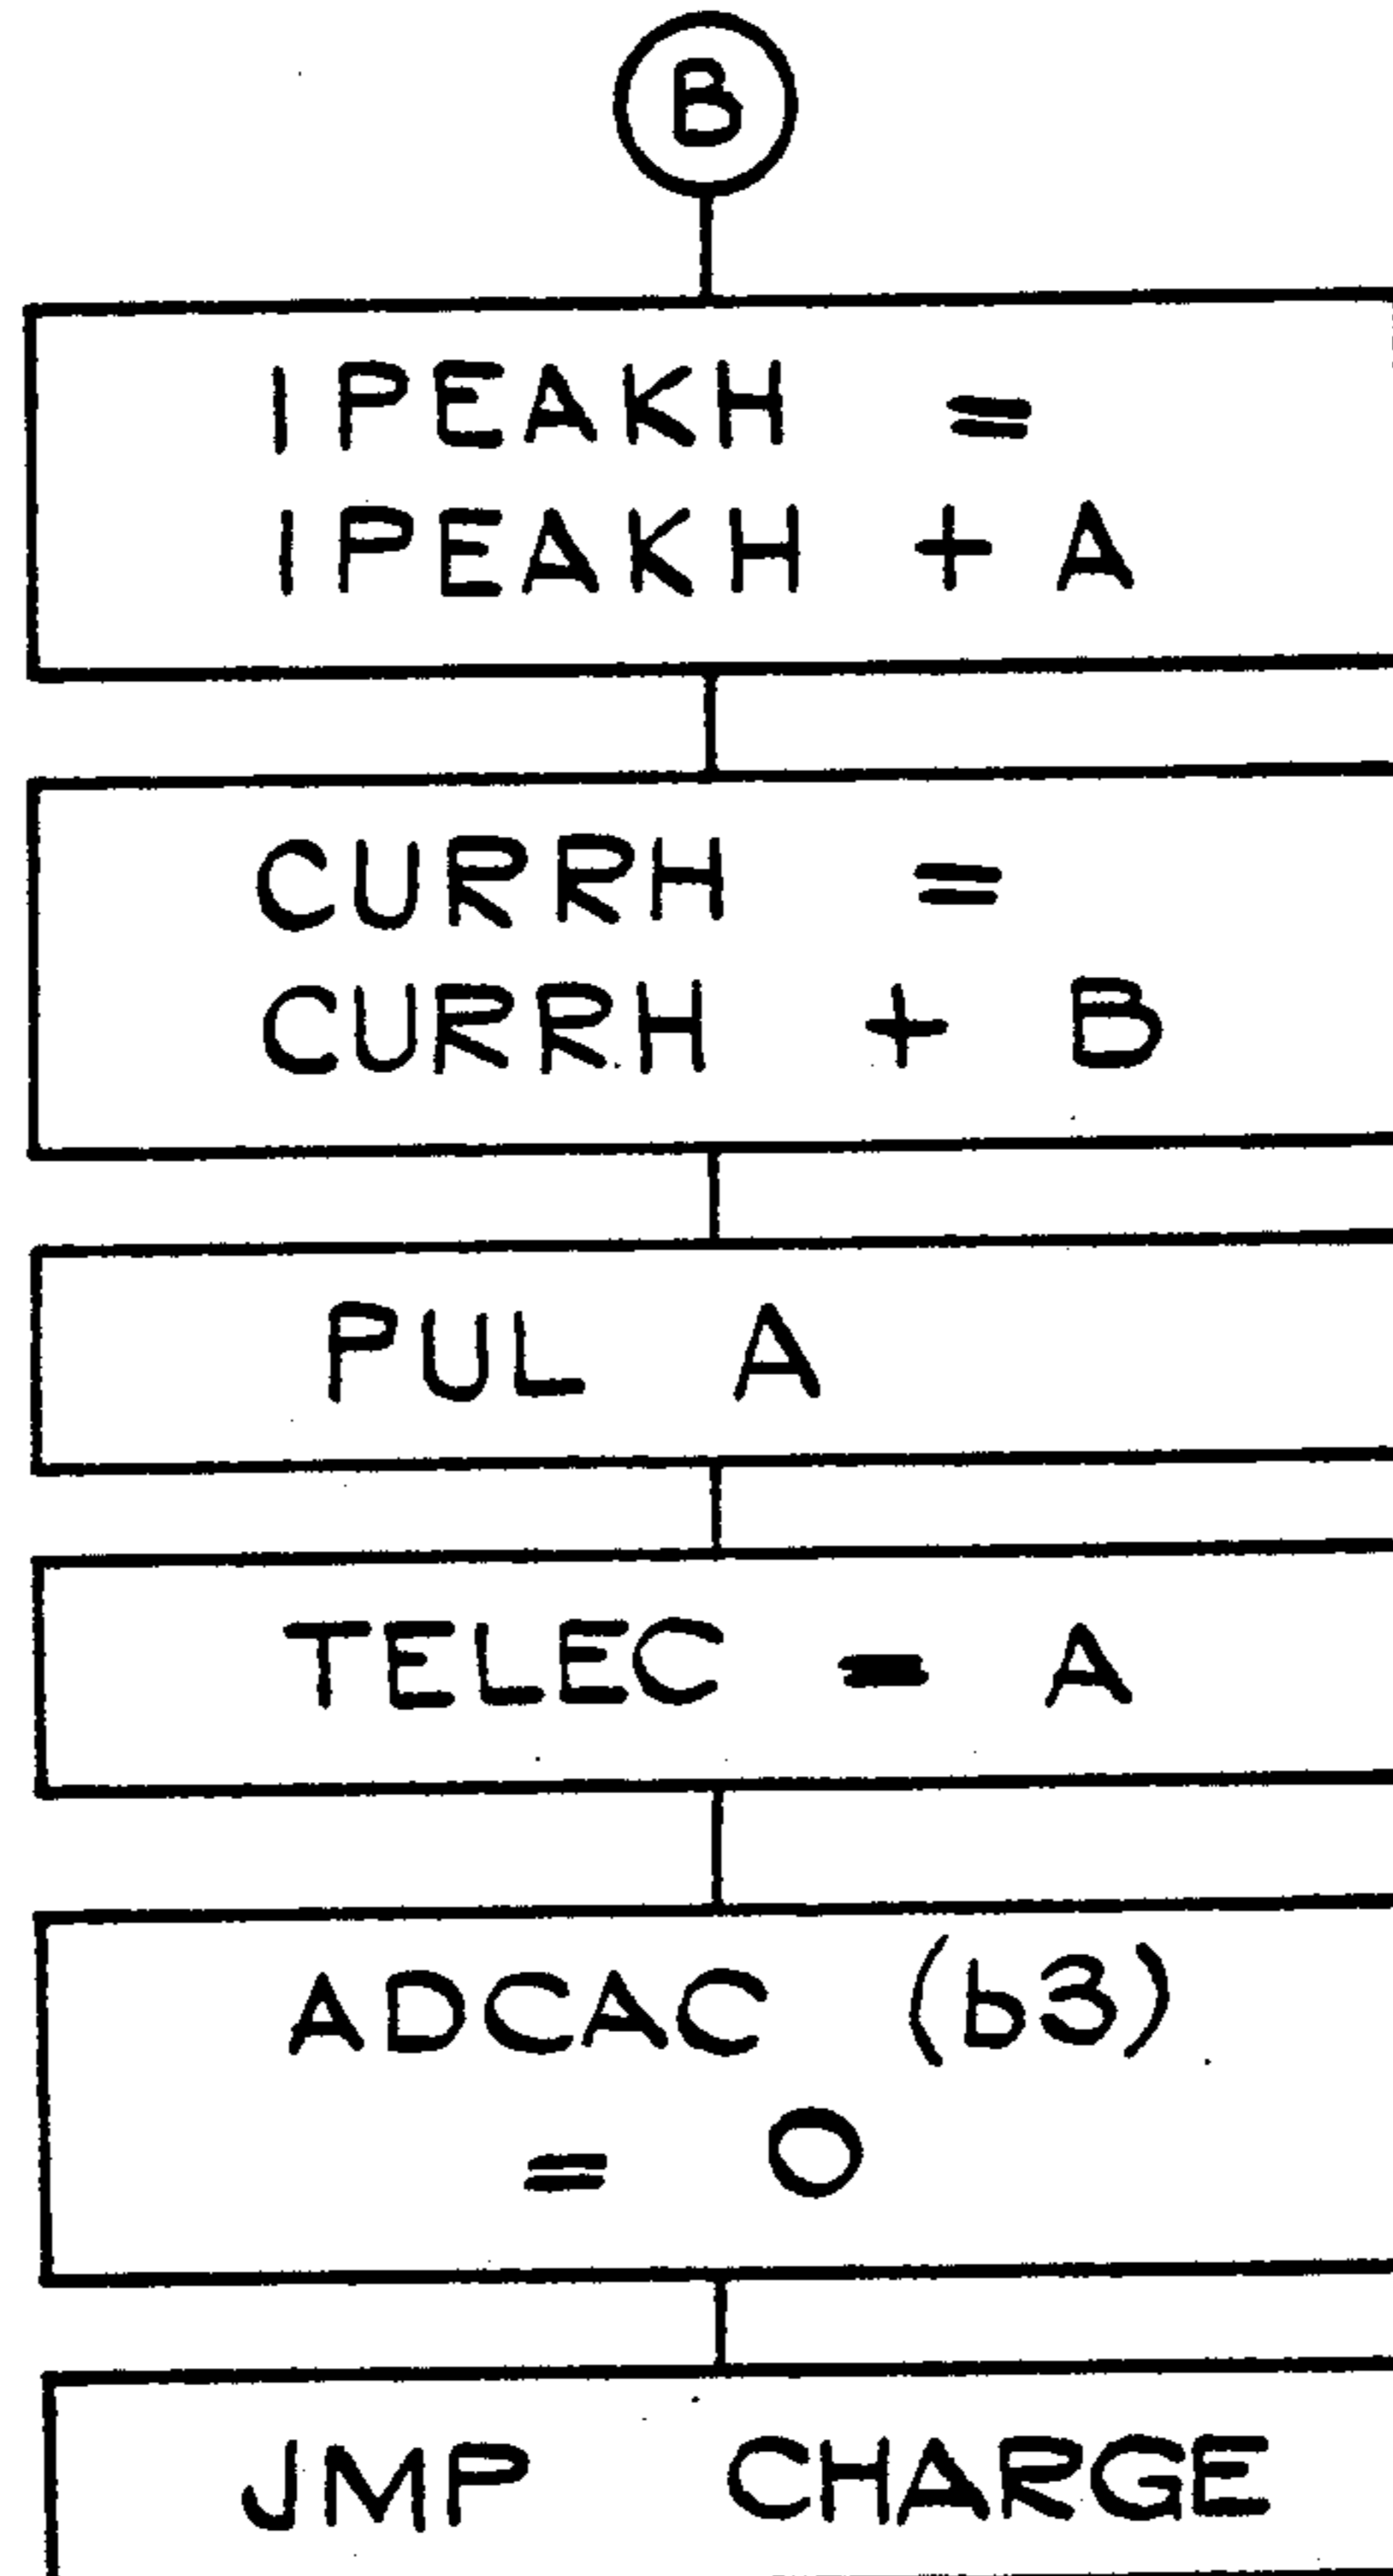 B
IPEAKH =
IPEAKH + A
CURRH =
CURRH + B
PUL A
TELEC = A
ADCAC (b3)
= 0
JMP CHARGE